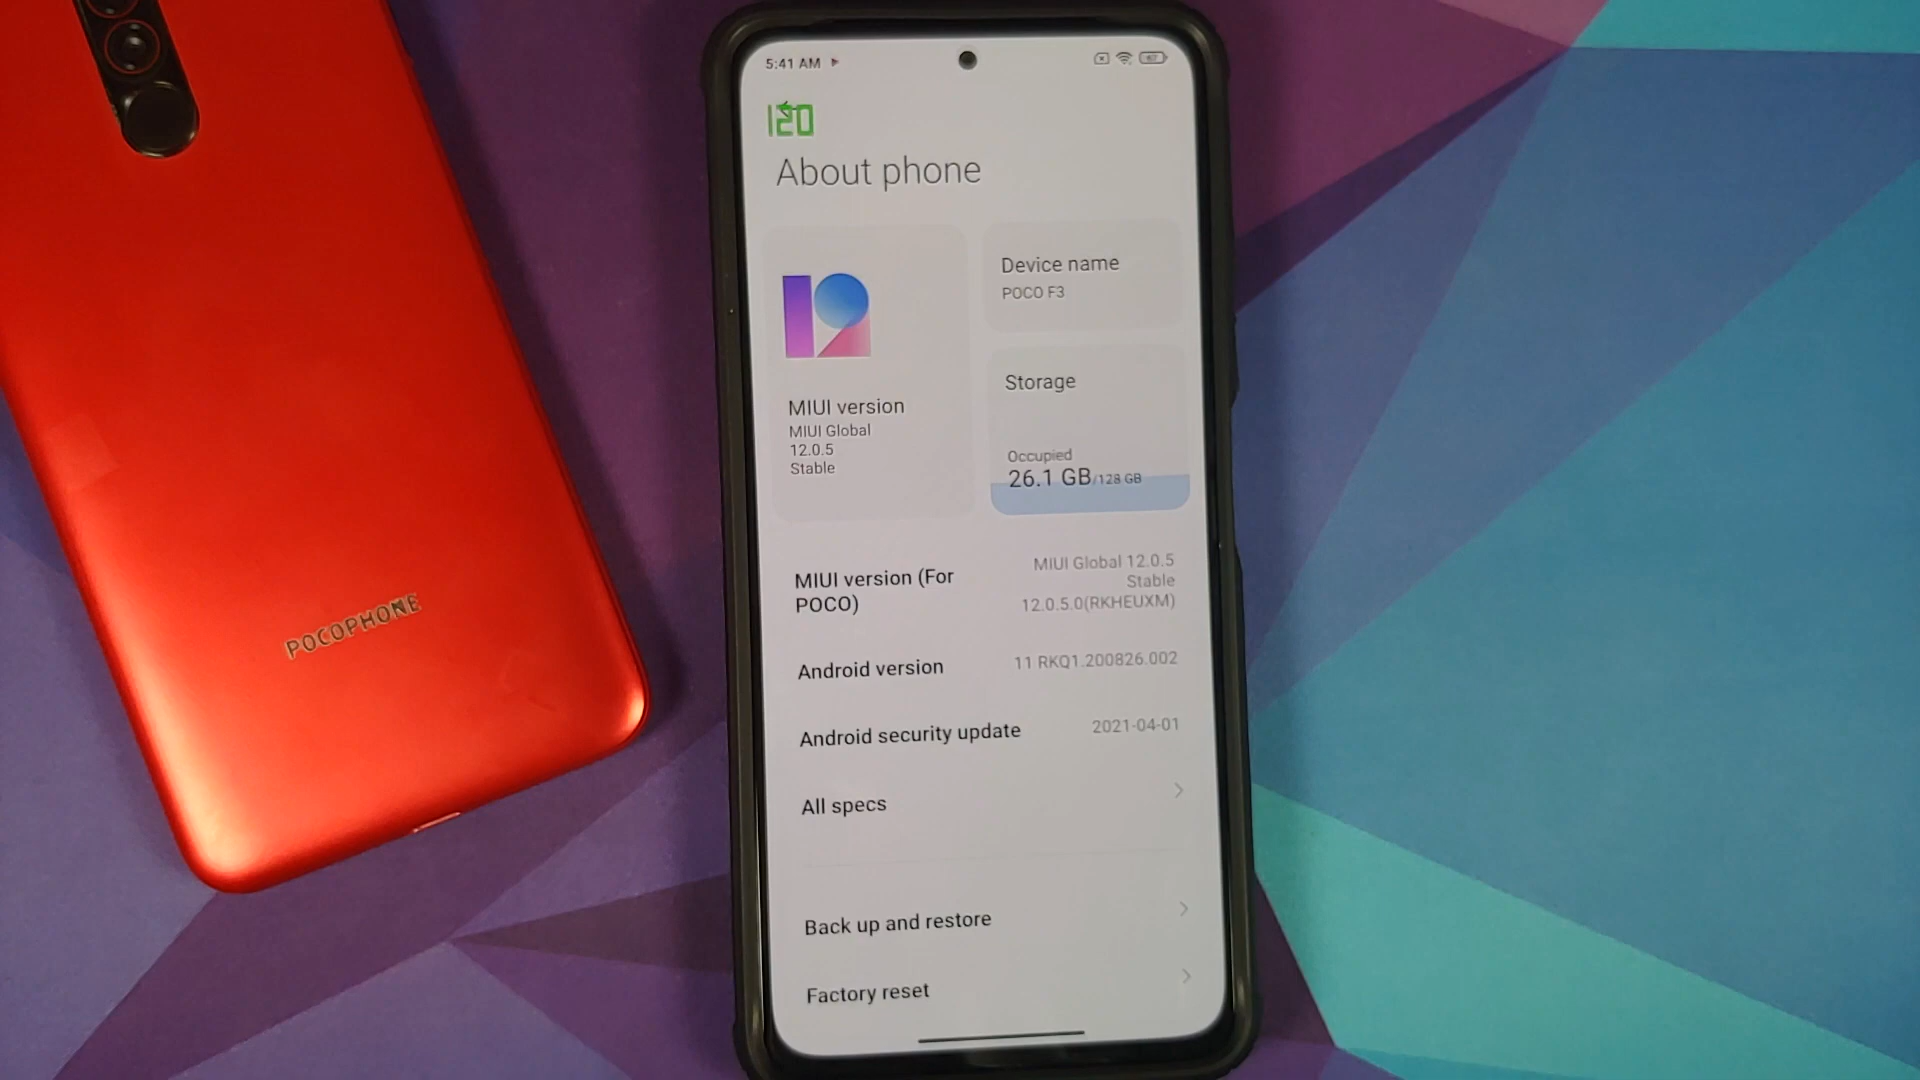 5:41 AM
67
120
About phone
MIUI version
MIUI Global
12.0.5
Stable
Device name
POCO F3
Storage
Occupied
26.1 GB/128 GB
MIUI version (For
POCO)
MIUI Global 12.0.5
Stable
12.0.5.0(RKHEUXM)
Android version
11 RKQ1.200826.002
Android security update
2021-04-01
All specs
Back up and restore
Factory reset
POCOPHONE